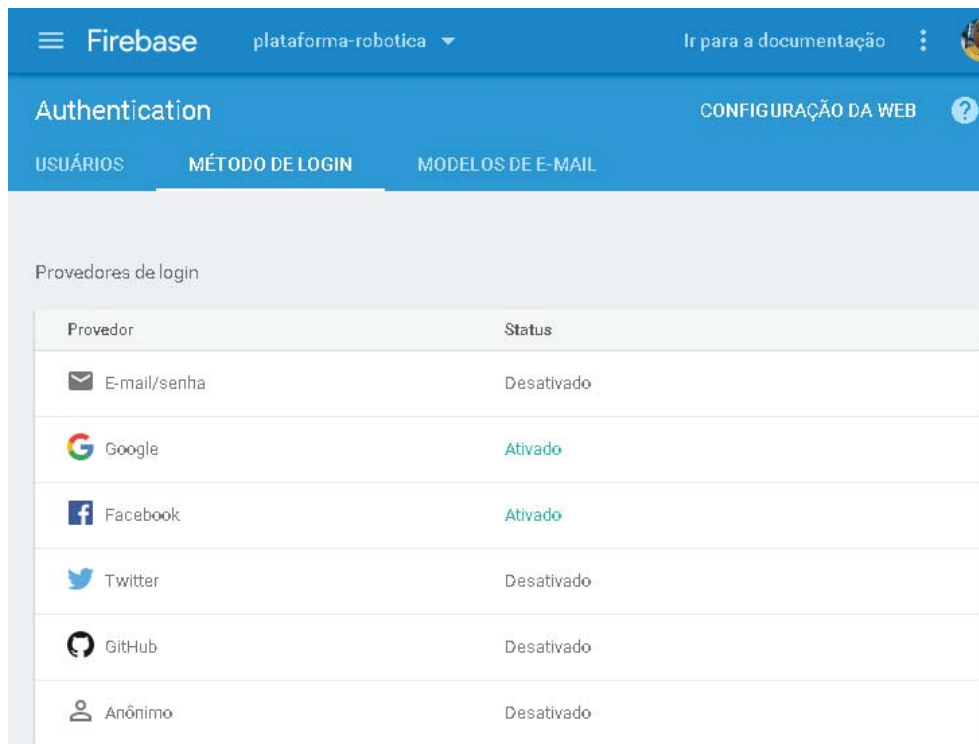 Firebase plataforma-robotica Ir para a documentação
Authentication CONFIGURAÇÃO DA WEB ?
USUÁRIOS MÉTODO DE LOGIN MODELOS DE E-MAIL
Provedores de login
Provedor Status
E-mail/senha Desativado
Google Ativado
Facebook Ativado
Twitter Desativado
GitHub Desativado
Anônimo Desativado